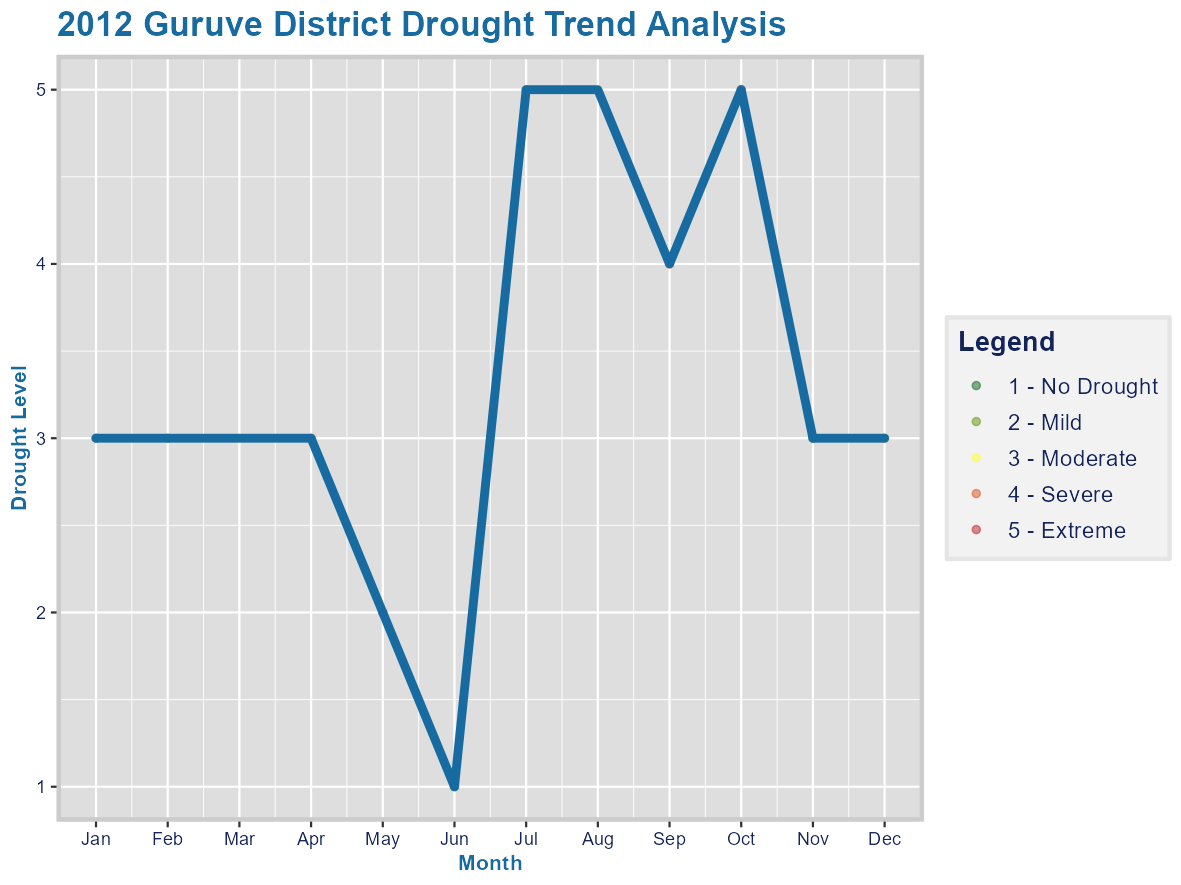 2012 Guruve District Drought Trend Analysis
5
4
3
2
1
Drought Level
Jan Feb Mar Apr May Jun Jul Aug Sep Oct Nov Dec
Month
Legend
1 - No Drought
2 - Mild
3 - Moderate
4 - Severe
5 - Extreme